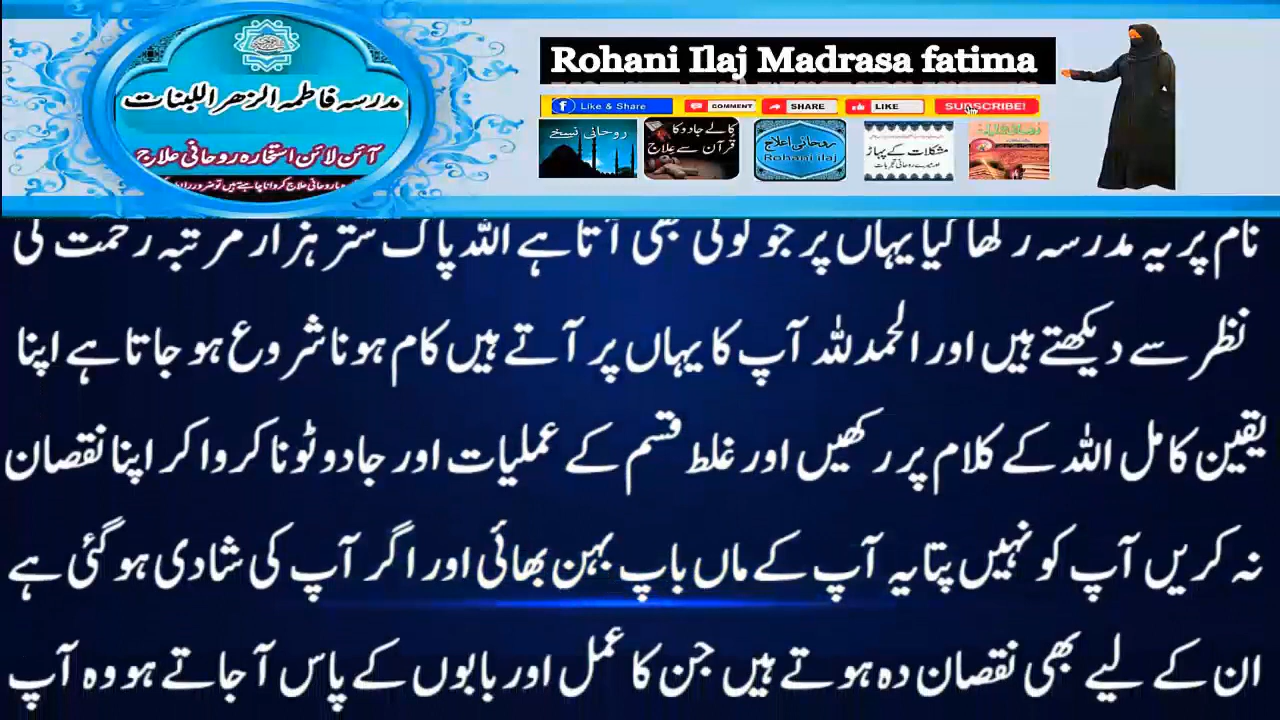 مدرسہ فاطمہ الزھرا للبنات
آئن لائن استخارہ روحانی علاج
Rohani Ilaj Madrasa fatima
Like & Share
COMMENT
SHARE
LIKE
SUBSCRIBE!
روحانی نسخ
کالے جادو کا
قرآن سے علاج
روحانی علاج
Rohani ilaj
مشکلات کے پہاڑ
نام پر یہ مدرسہ رکھا گیا یہاں پر جو کوئی بھی آتا ہے اللہ پاک ستر ہزار مرتبہ رحمت کی
نظر سے دیکھتے ہیں اور الحمدللہ آپ کا یہاں پر آتے ہیں کام ہونا شروع ہو جاتا ہے اپنا
یقین کامل اللہ کے کلام پر رکھیں اور غلط قسم کے عملیات اور جادو ٹونا کروا کر اپنا نقصان
نہ کریں آپ کو نہیں پتا یہ آپ کے ماں باپ بہن بھائی اور اگر آپ کی شادی ہو گئی ہے
ان کے لیے بھی نقصان دہ ہوتے ہیں جن کا عمل اور بابوں کے پاس آ جاتے ہو وہ آپ